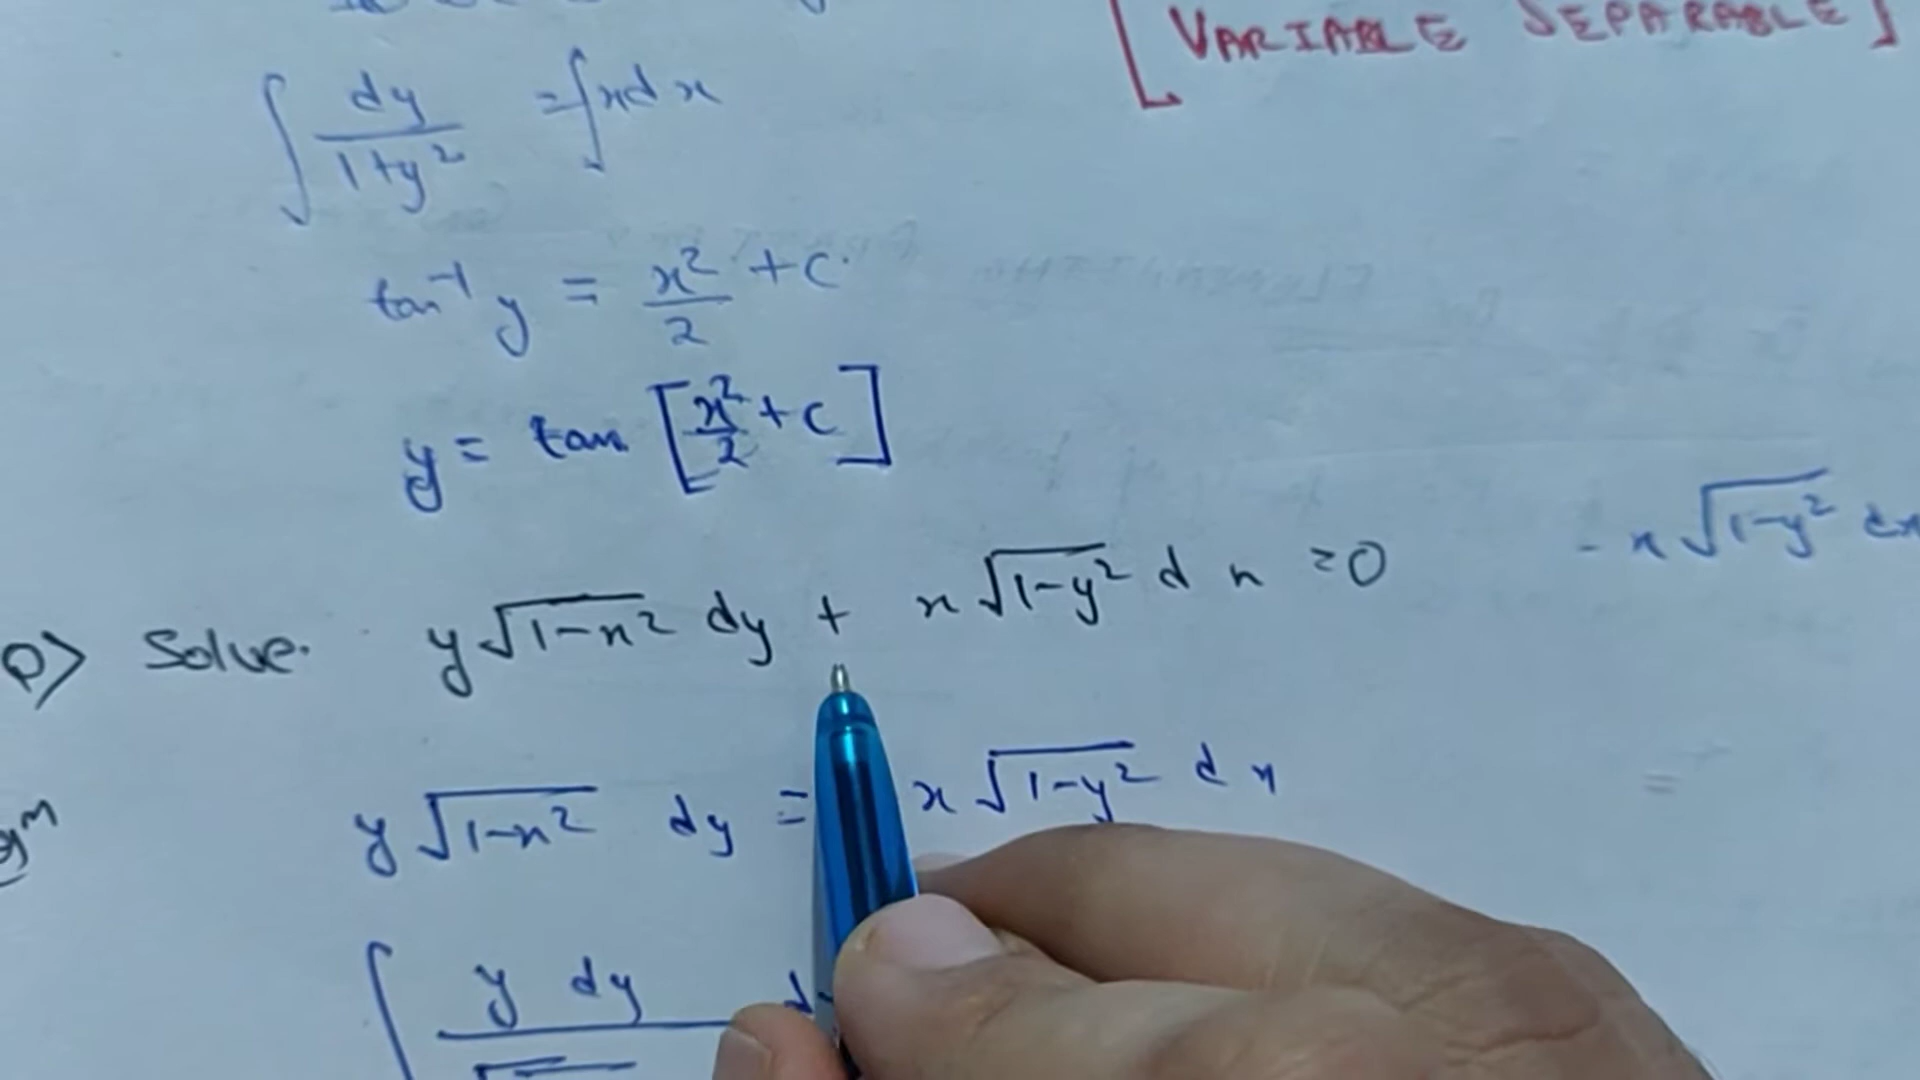 [VARIABLE SEPARABLE]
∫ dy/(1+y²) = ∫ x dx
tan⁻¹ y = x²/2 + c.
y = tan [x²/2 + c]
Q> Solve. y√(1-x²) dy + x√(1-y²) dx = 0
- x√(1-y²) dx
y√(1-x²) dy = x√(1-y²) dx
=
∫ y dy